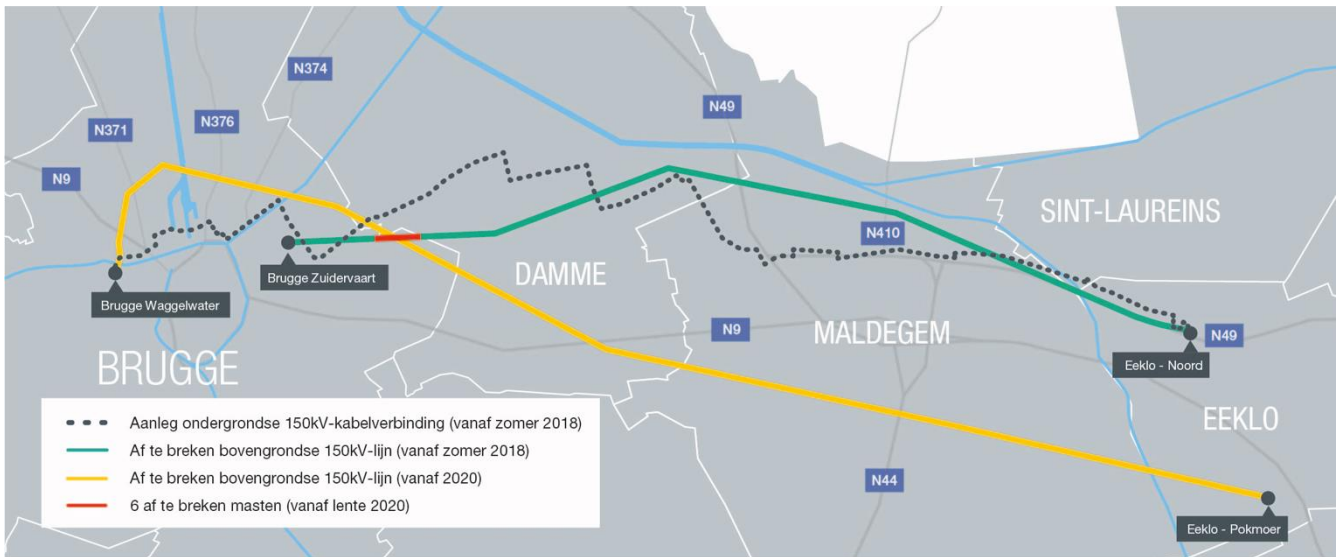 N374
N371
N376
N49
N9
SINT-LAUREINS
N410
Brugge Zuidervaart
DAMME
Brugge Waggelwater
N9
MALDEGEM
N49
BRUGGE
Eeklo - Noord
EEKLO
Aanleg ondergrondse 150kV-kabelverbinding (vanaf zomer 2018)
Af te breken bovengrondse 150kV-lijn (vanaf zomer 2018)
Af te breken bovengrondse 150kV-lijn (vanaf 2020)
6 af te breken masten (vanaf lente 2020)
N44
Eeklo - Pokmoer